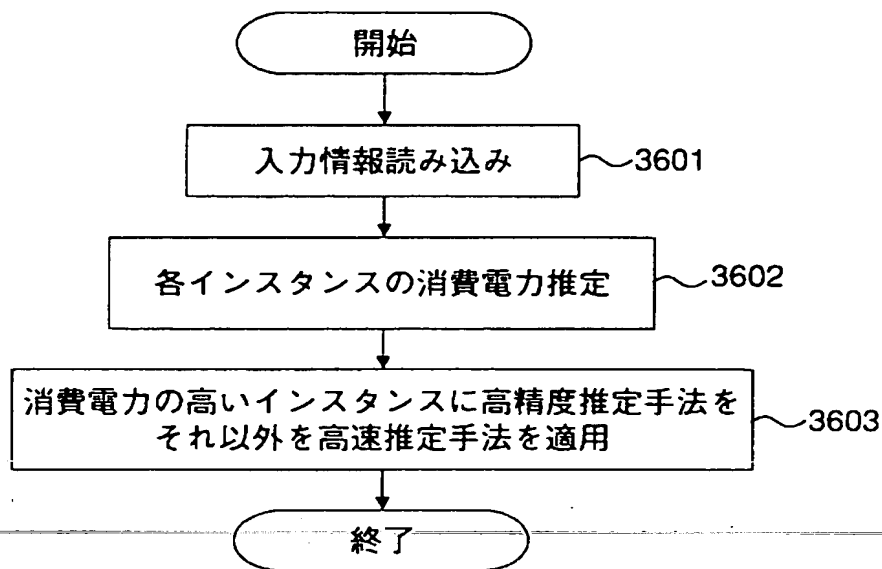 開始
入力情報読み込み
3601
各インスタンスの消費電力推定
3602
消費電力の高いインスタンスに高精度推定手法を
それ以外を高速推定手法を適用
3603
終了